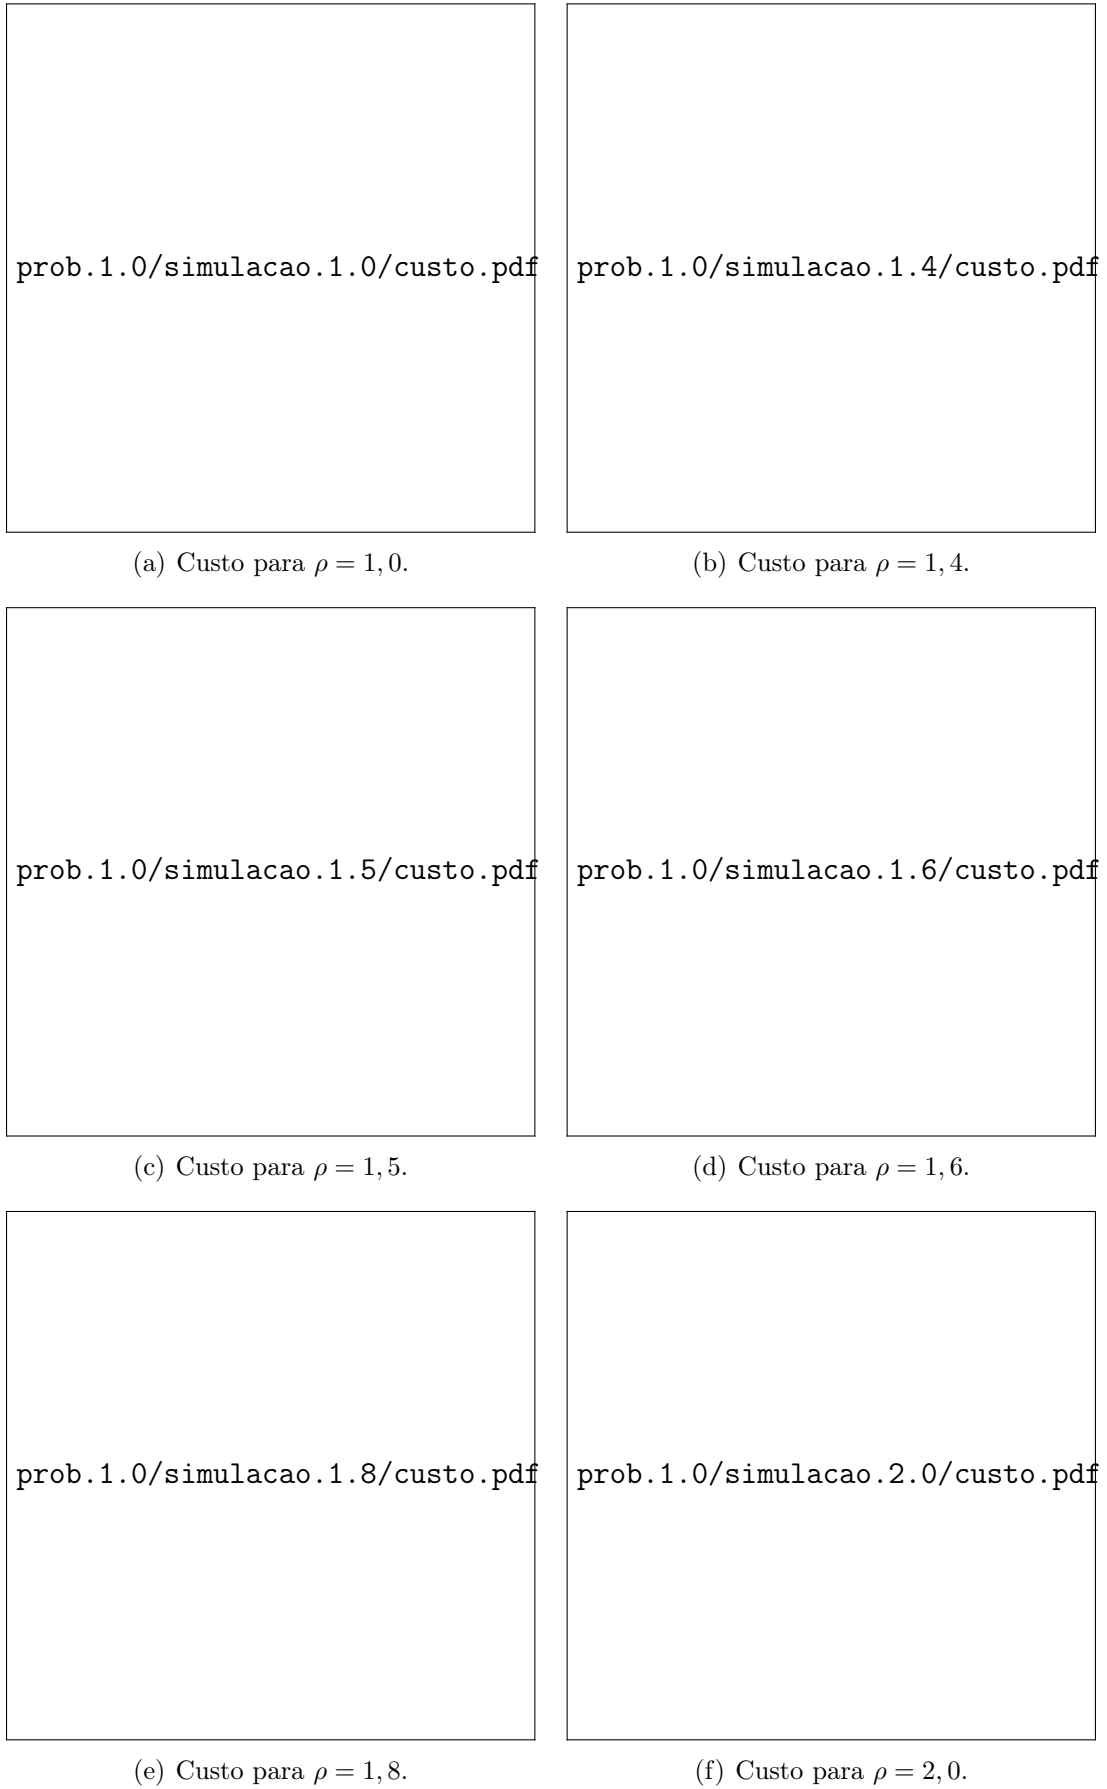 prob.1.0/simulacao.1.0/custo.pdf
prob.1.0/simulacao.1.4/custo.pdf
(a) Custo para ρ = 1, 0.
(b) Custo para ρ = 1, 4.
prob.1.0/simulacao.1.5/custo.pdf
prob.1.0/simulacao.1.6/custo.pdf
(c) Custo para ρ = 1, 5.
(d) Custo para ρ = 1, 6.
prob.1.0/simulacao.1.8/custo.pdf
prob.1.0/simulacao.2.0/custo.pdf
(e) Custo para ρ = 1, 8.
(f) Custo para ρ = 2, 0.